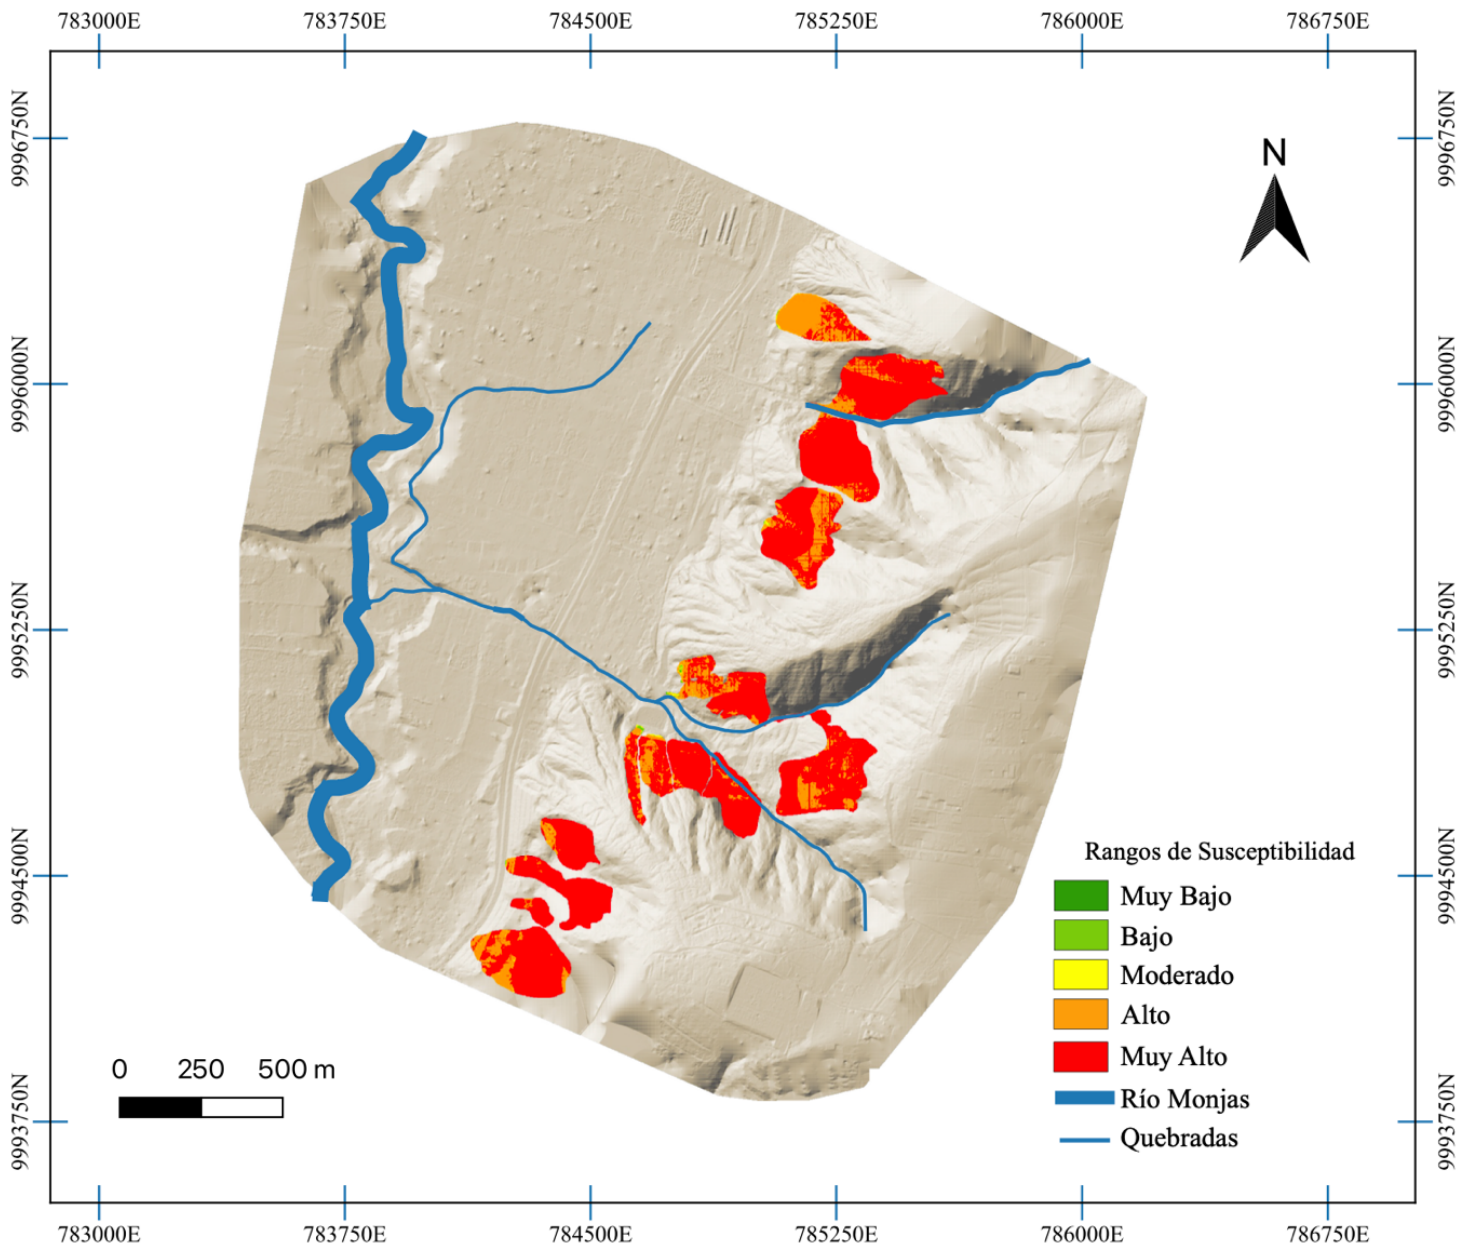 783000E 783750E 784500E 785250E 786000E 786750E
9996750N 9996750N
N
9996000N 9996000N
9995250N 9995250N
9994500N 9994500N
Rangos de Susceptibilidad
Muy Bajo
Bajo
Moderado
Alto
Muy Alto
Río Monjas
Quebradas
0 250 500 m
9993750N 9993750N
783000E 783750E 784500E 785250E 786000E 786750E